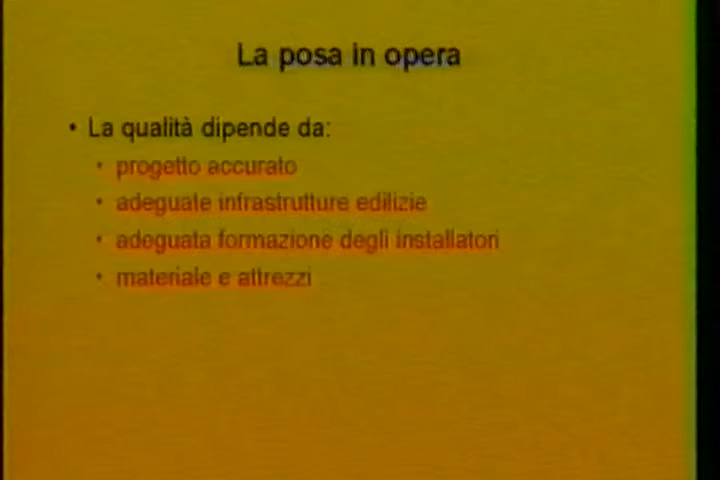 La posa in opera
• La qualità dipende da:
• progetto accurato
• adeguate infrastrutture edilizie
• adeguata formazione degli installatori
• materiale e attrezzi